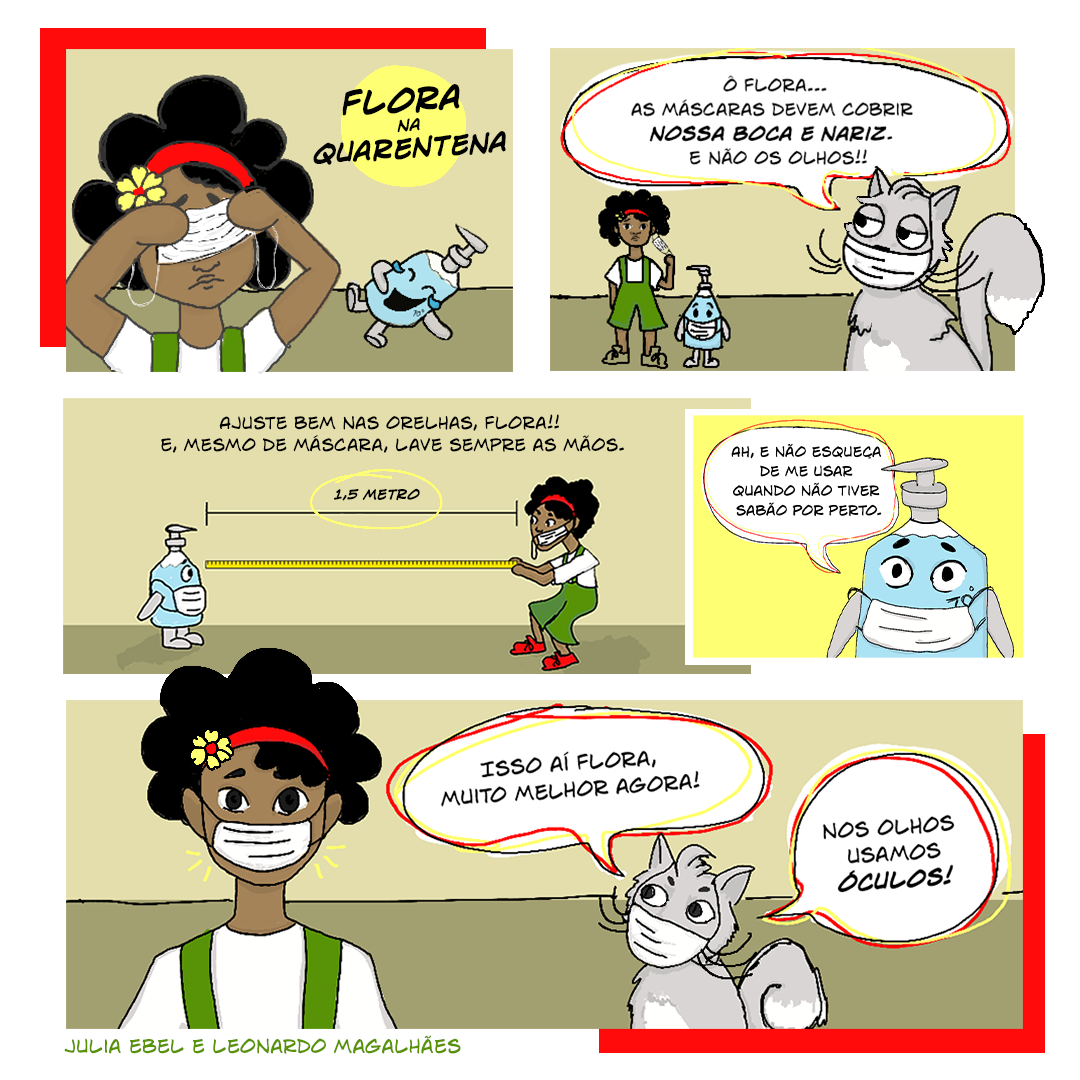 FLORA
NA
QUARENTENA
70°
Ô FLORA...
AS MÁSCARAS DEVEM COBRIR
NOSSA BOCA E NARIZ.
E NÃO OS OLHOS!!
AJUSTE BEM NAS ORELHAS, FLORA!!
E, MESMO DE MÁSCARA, LAVE SEMPRE AS MÃOS.
1,5 METRO
AH, E NÃO ESQUEÇA
DE ME USAR
QUANDO NÃO TIVER
SABÃO POR PERTO.
ISSO AÍ FLORA,
MUITO MELHOR AGORA!
NOS OLHOS
USAMOS
ÓCULOS!
JULIA EBEL E LEONARDO MAGALHÃES